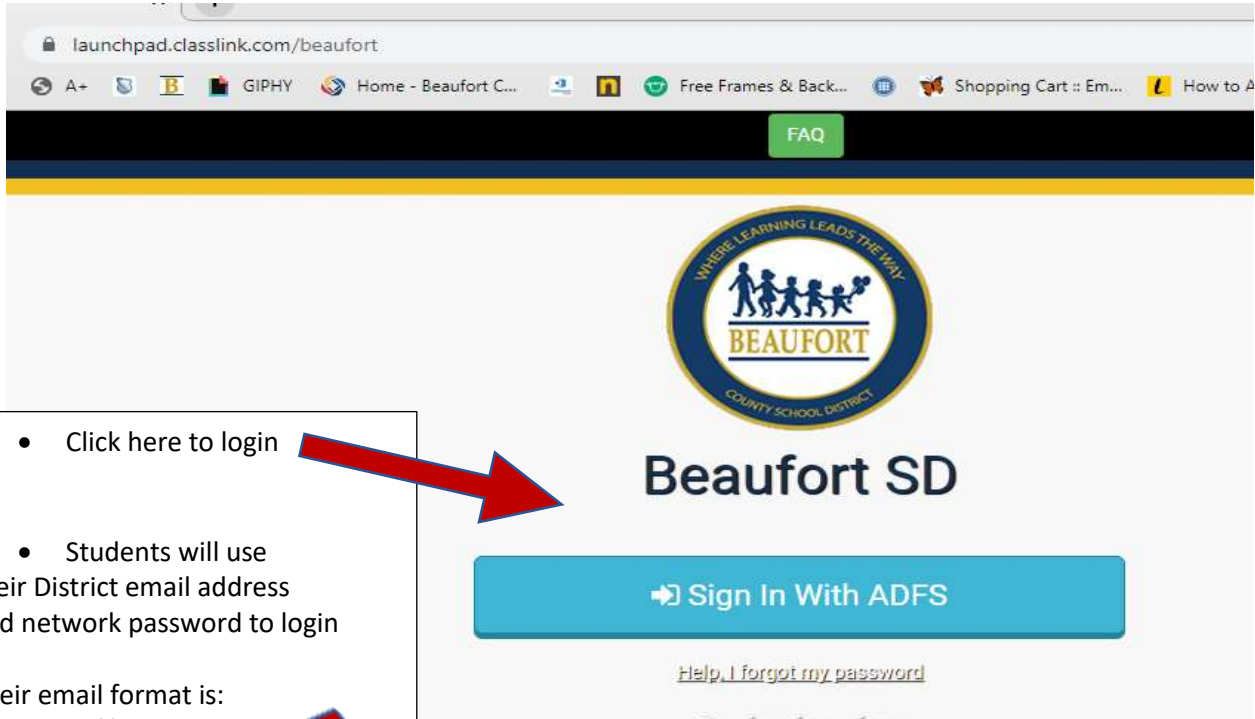 launchpad.classlink.com/beaufort
A+ B GIPHY Home - Beaufort C... n Free Frames & Back... Shopping Cart :: Em... How to A
FAQ
WHERE LEARNING LEADS THE WAY
BEAUFORT
COUNTY SCHOOL DISTRICT
Beaufort SD
• Click here to login
• Students will use
eir District email address
d network password to login
eir email format is:
Sign In With ADFS
Help, I forgot my password